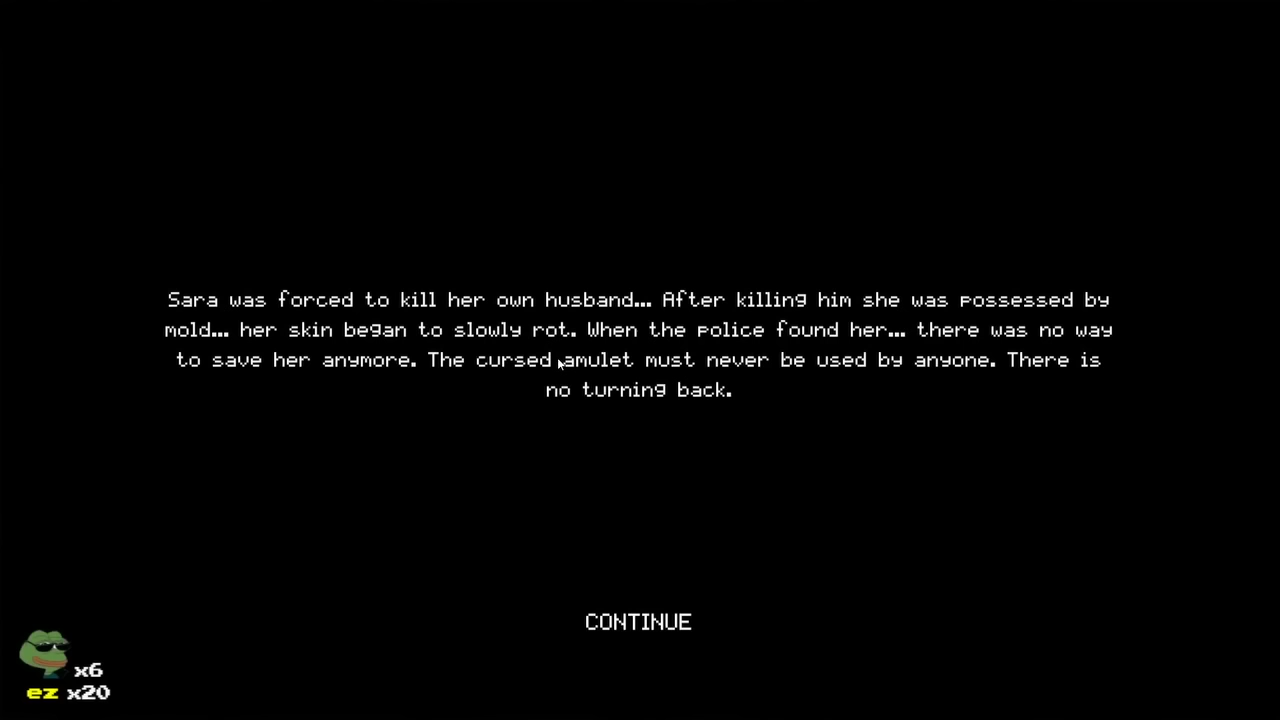 Sara was forced to kill her own husband... After killing him she was possessed by
mold... her skin began to slowly rot. When the police found her... there was no way
to save her anymore. The cursed amulet must never be used by anyone. There is
no turning back.
CONTINUE
x6
ez x20